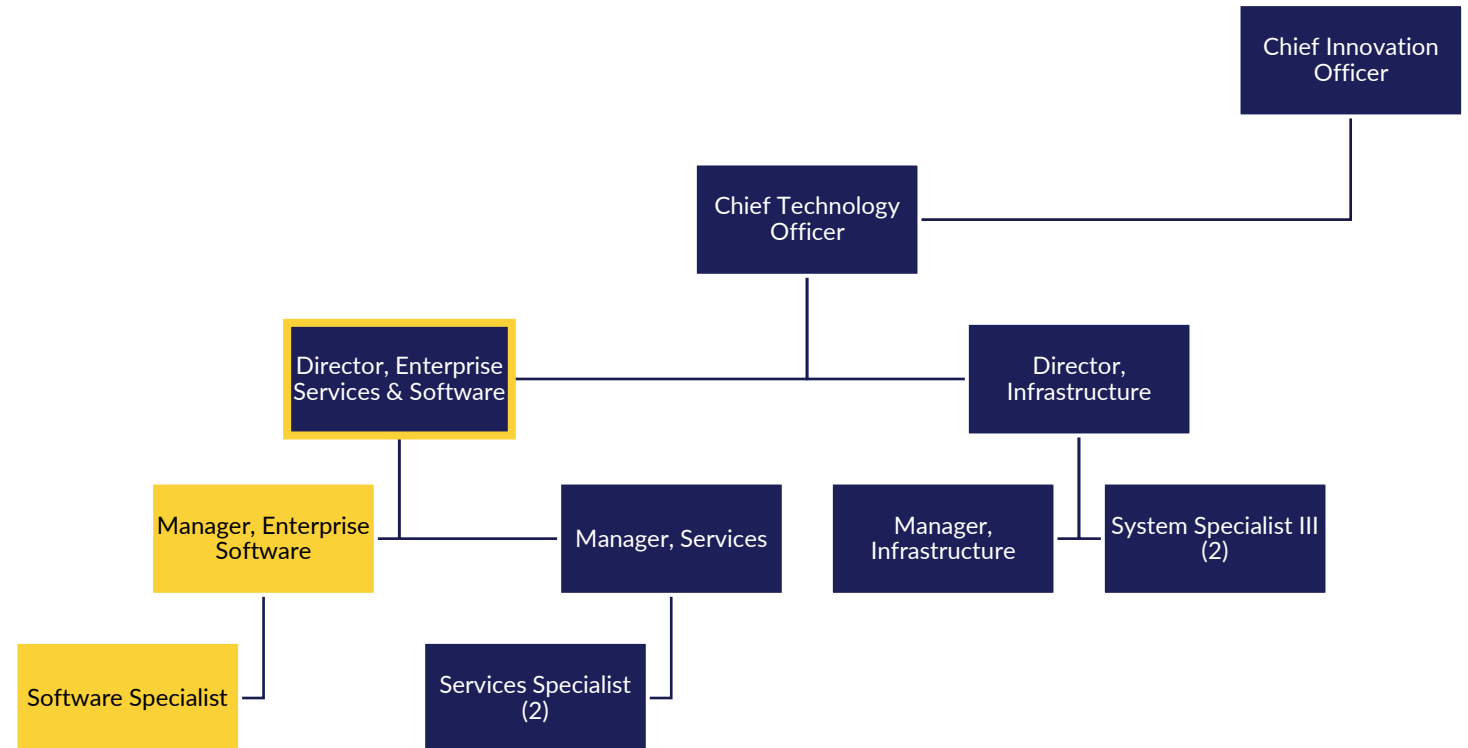 Chief Innovation
Officer
Chief Technology
Officer
Director, Enterprise
Services & Software
Director,
Infrastructure
Manager, Enterprise
Software
Manager, Services
Manager,
Infrastructure
System Specialist III
(2)
Software Specialist
Services Specialist
(2)